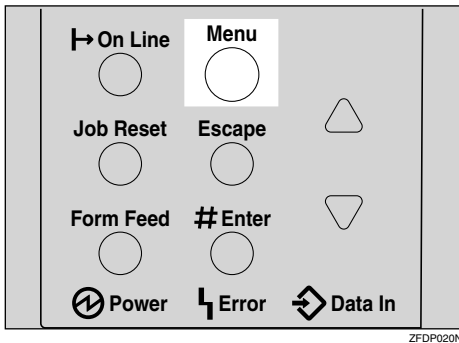 On Line Menu
Job Reset Escape
Form Feed # Enter
Power Error Data In
ZFDP020N